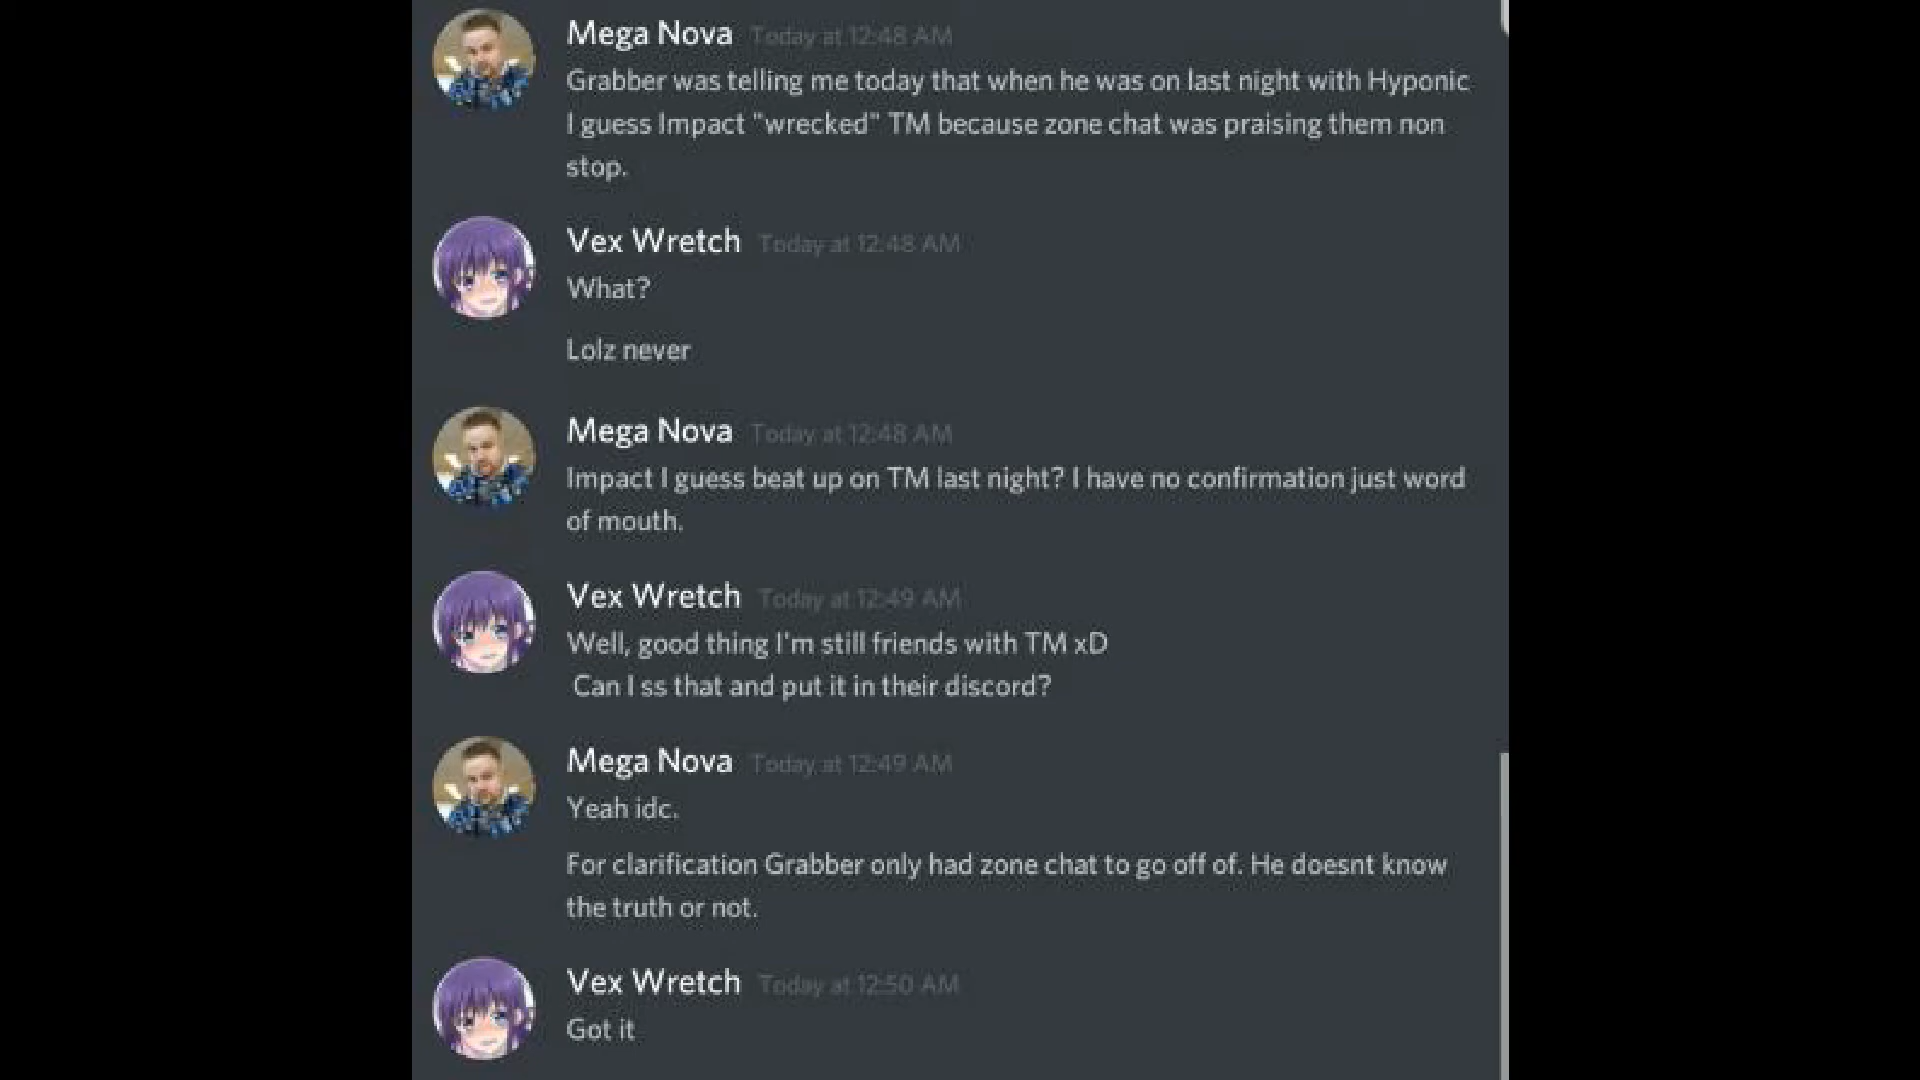 Mega Nova Today at 12:48 AM
Grabber was telling me today that when he was on last night with Hyponic
I guess Impact "wrecked" TM because zone chat was praising them non
stop.
Vex Wretch Today at 12:48 AM
What?
Lolz never
Mega Nova Today at 12:48 AM
Impact I guess beat up on TM last night? I have no confirmation just word
of mouth.
Vex Wretch Today at 12:49 AM
Well, good thing I'm still friends with TM xD
Can I ss that and put it in their discord?
Mega Nova Today at 12:49 AM
Yeah idc.
For clarification Grabber only had zone chat to go off of. He doesnt know
the truth or not.
Vex Wretch Today at 12:50 AM
Got it